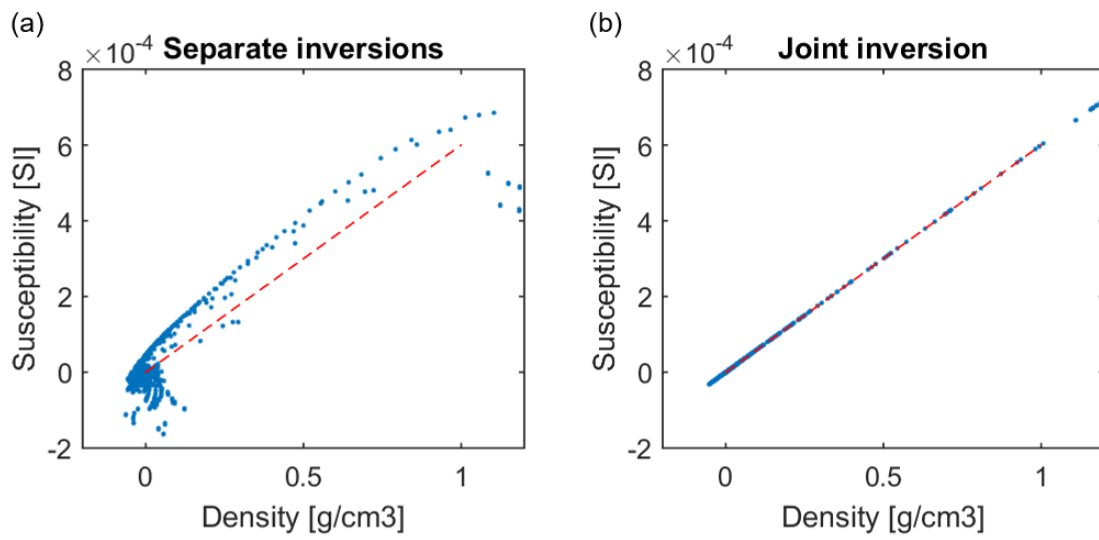 (a)
×10⁻⁴ Separate inversions
8
6
4
2
0
-2
Susceptibility [SI]
0 0.5 1
Density [g/cm3]
(b)
×10⁻⁴ Joint inversion
8
6
4
2
0
-2
Susceptibility [SI]
0 0.5 1
Density [g/cm3]